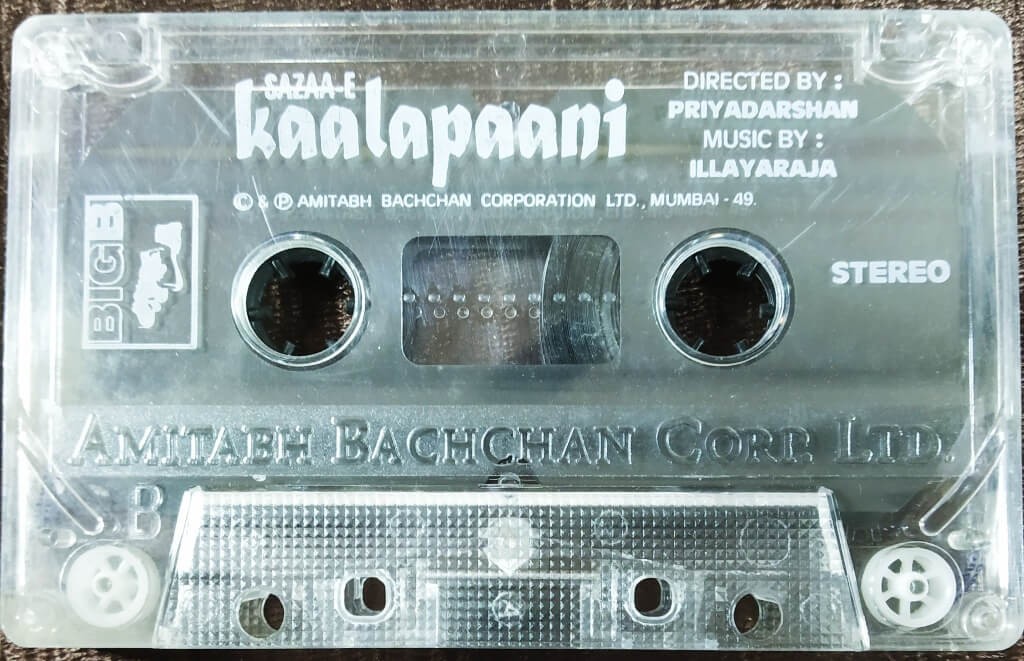 SAZAA-E
kaalapaani
DIRECTED BY :
PRIYADARSHAN
MUSIC BY :
ILLAYARAJA
© & ℗ AMITABH BACHCHAN CORPORATION LTD., MUMBAI - 49.
BIG B
STEREO
AMITABH BACHCHAN CORP. LTD.
B